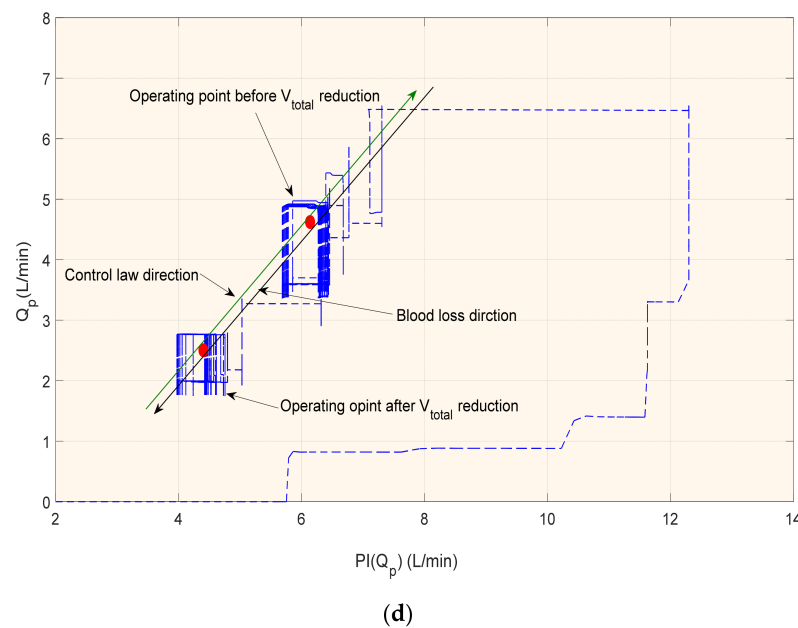 8
7
6
5
4
3
2
1
0
Q_p(L/min)
Operating point before V_total reduction
Control law direction
Blood loss dirction
Operating opint after V_total reduction
2 4 6 8 10 12 14
PI(Q_p) (L/min)
(d)